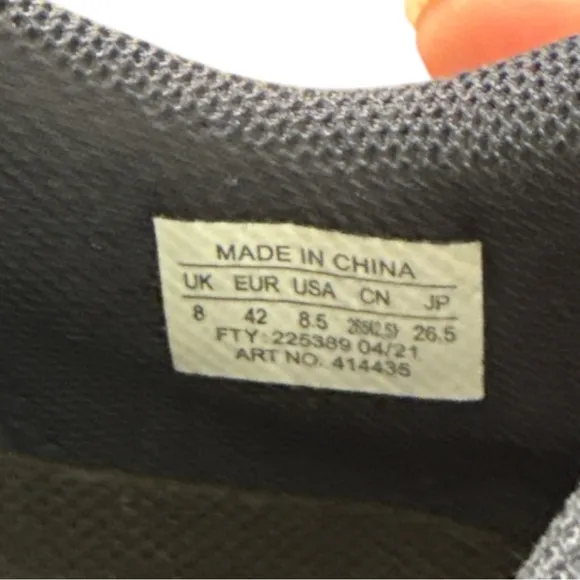 MADE IN CHINA
UK EUR USA CN JP
8 42 8.5 26.5
FTY: 225389 04/21
ART NO. 414435